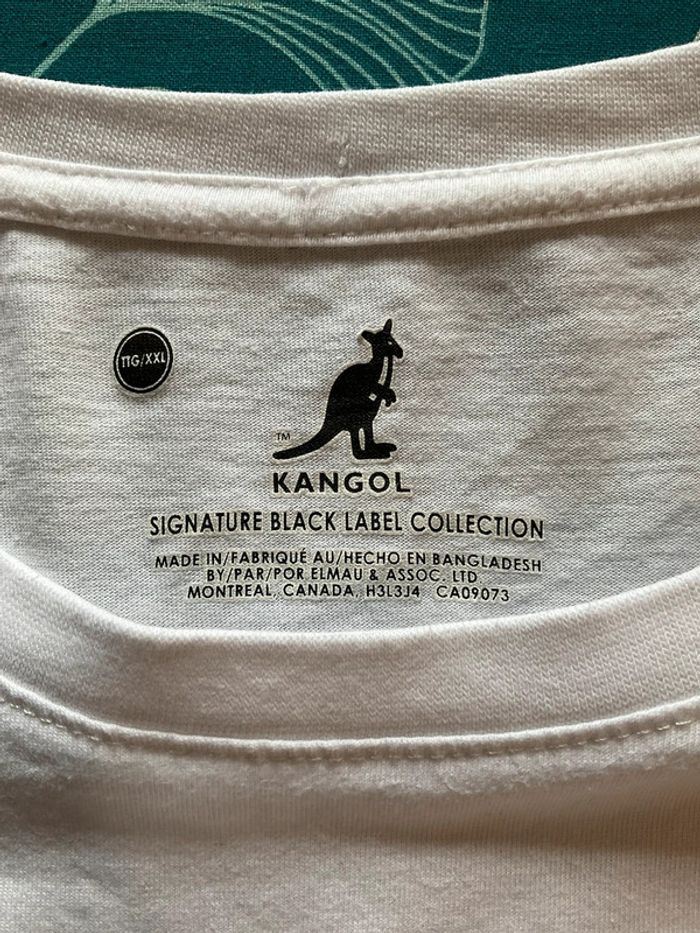 TTG/XXL
TM
KANGOL
SIGNATURE BLACK LABEL COLLECTION
MADE IN/FABRIQUÉ AU/HECHO EN BANGLADESH
BY/PAR/POR ELMAU & ASSOC. LTD.
MONTREAL, CANADA, H3L3J4 CA09073